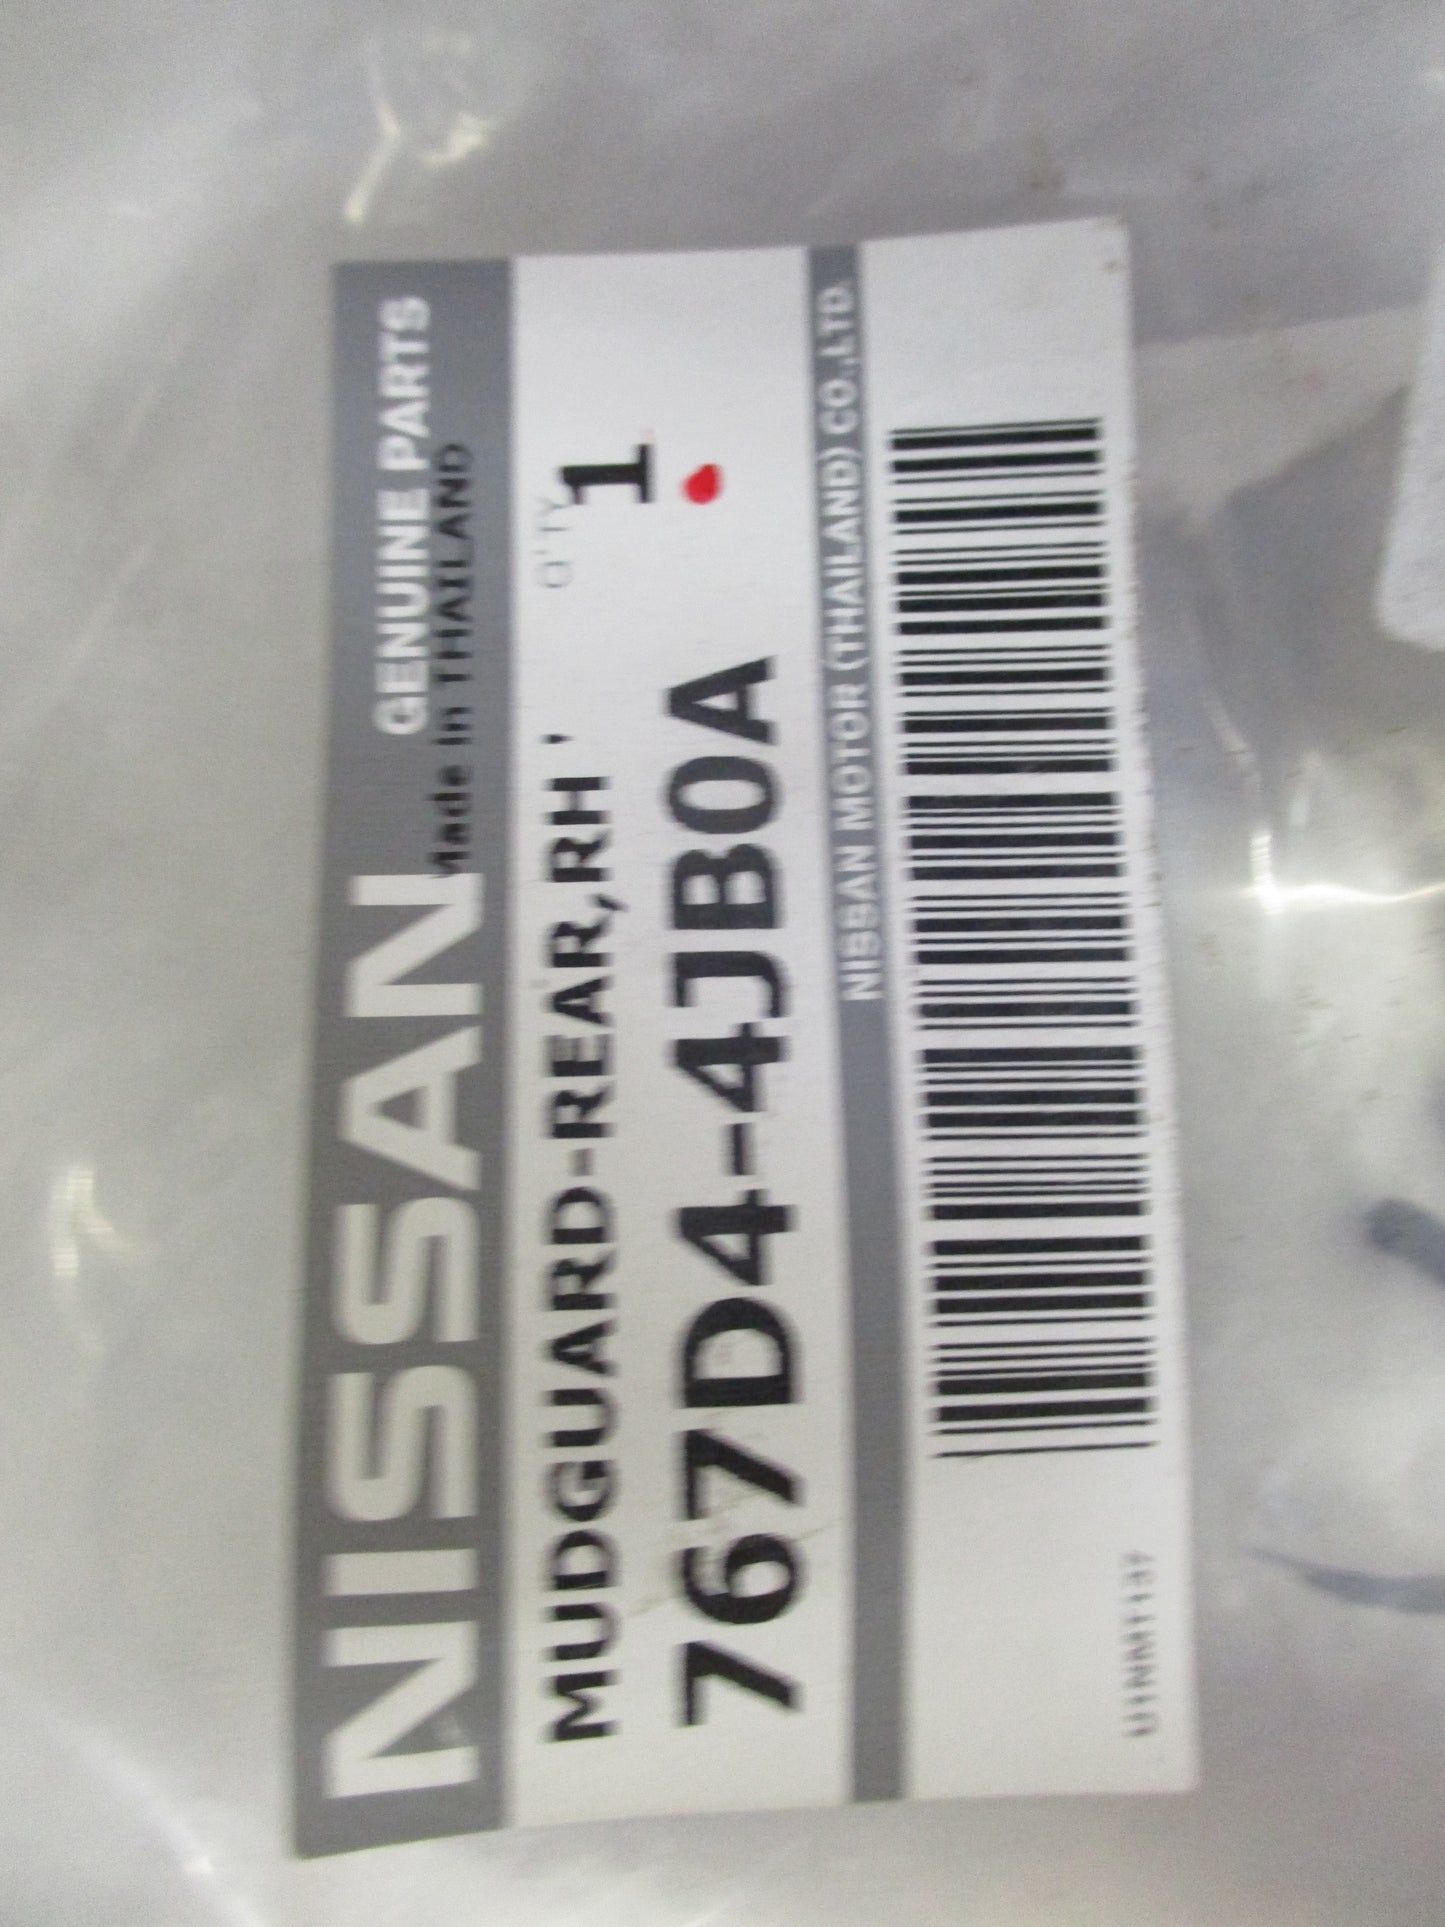 NISSAN GENUINE PARTS
Made in THAILAND
MUDGUARD-REAR,RH '
Q'TY
1
767D4-4JB0A
NISSAN MOTOR (THAILAND) CO.,LTD.